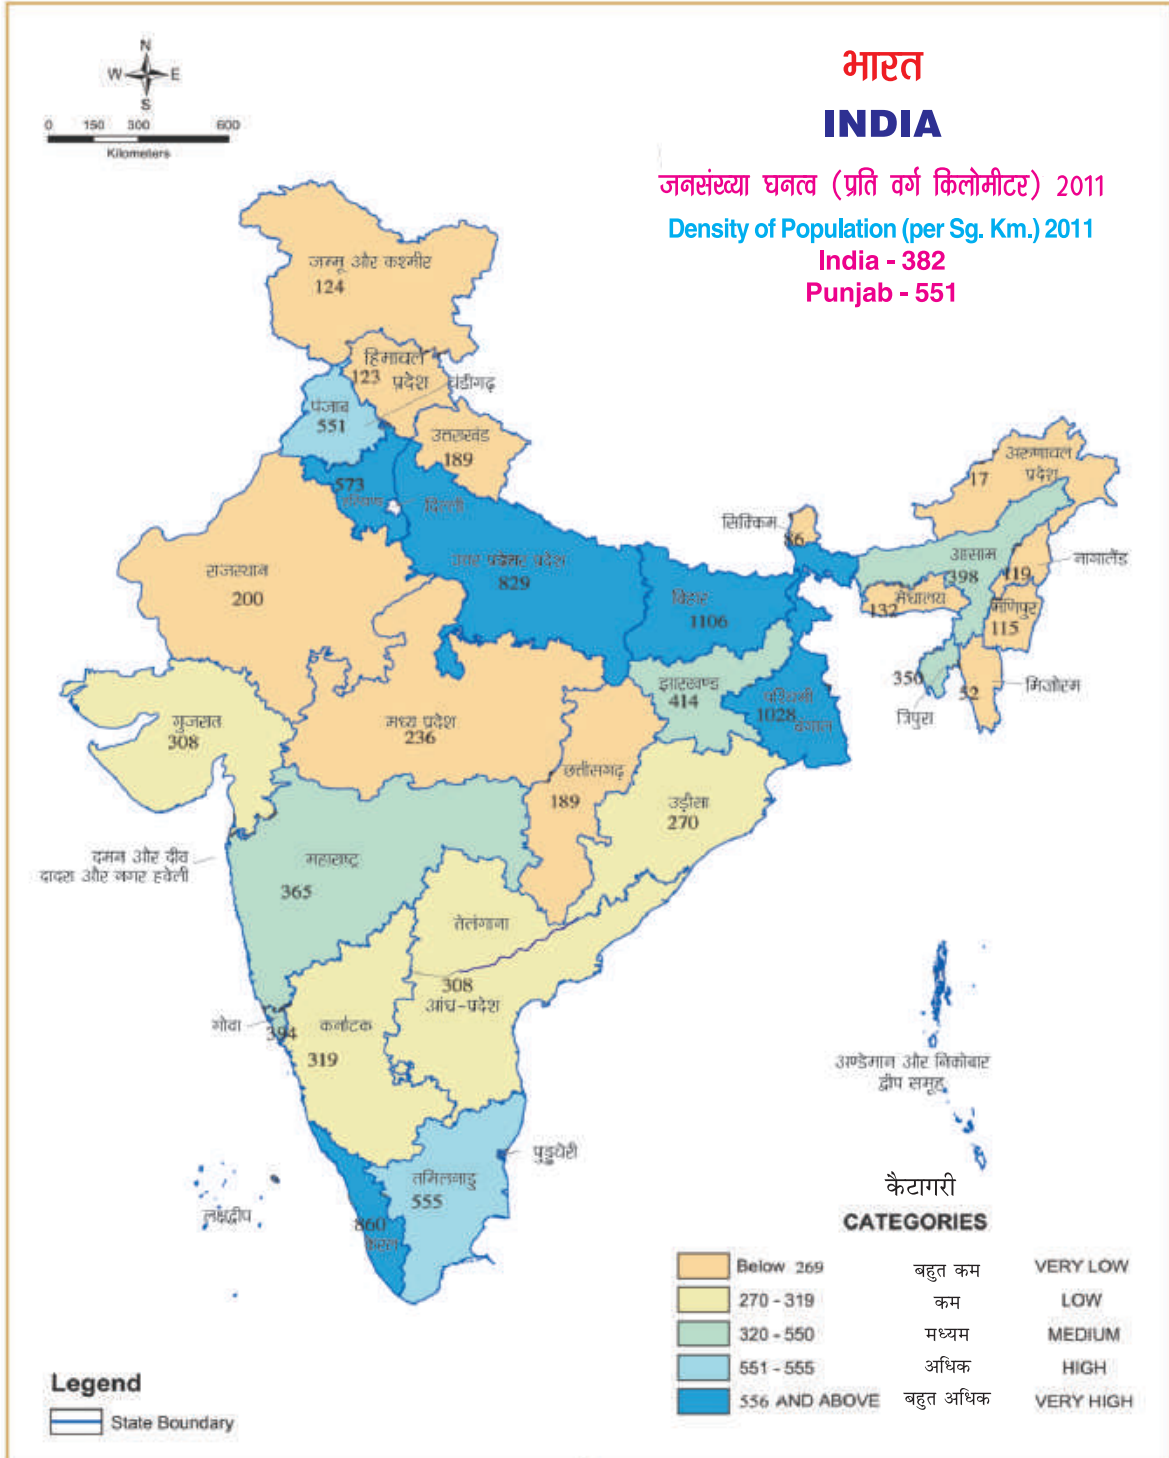 N
W E
S
0 150 300 600
Kilometers
भारत
INDIA
जनसंख्या घनत्व (प्रति वर्ग किलोमीटर) 2011
Density of Population (per Sg. Km.) 2011
India - 382
Punjab - 551
जम्मू और कश्मीर
124
हिमाचल
123 प्रदेश
चंडीगढ़
पंजाब
551
उत्तराखंड
189
573
दिल्ली
अरुणाचल
17 प्रदेश
सिक्किम
86
आसाम
398
नागालैंड
119
मेघालय
132
मणिपुर
115
350
त्रिपुरा
52
मिजोरम
राजस्थान
200
उत्तर प्रदेश
829
बिहार
1106
झारखण्ड
414
पश्चिमी
1028 बंगाल
गुजरात
308
मध्य प्रदेश
236
छत्तीसगढ़
189
उड़ीसा
270
दमन और दीव
दादरा और नगर हवेली
महाराष्ट्र
365
तेलंगाना
308
आंध-प्रदेश
गोवा
394
कर्नाटक
319
अण्डेमान और निकोबार
द्वीप समूह
पुडुचेरी
तमिलनाडु
555
860
केरल
लक्षद्वीप
कैटागरी
CATEGORIES
Below 269 बहुत कम VERY LOW
270 - 319 कम LOW
320 - 550 मध्यम MEDIUM
551 - 555 अधिक HIGH
556 AND ABOVE बहुत अधिक VERY HIGH
Legend
State Boundary